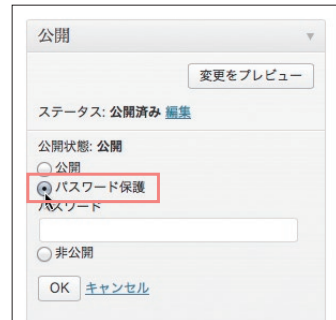 公開
変更をプレビュー
ステータス: 公開済み 編集
公開状態: 公開
公開
パスワード保護
パスワード
非公開
OK キャンセル